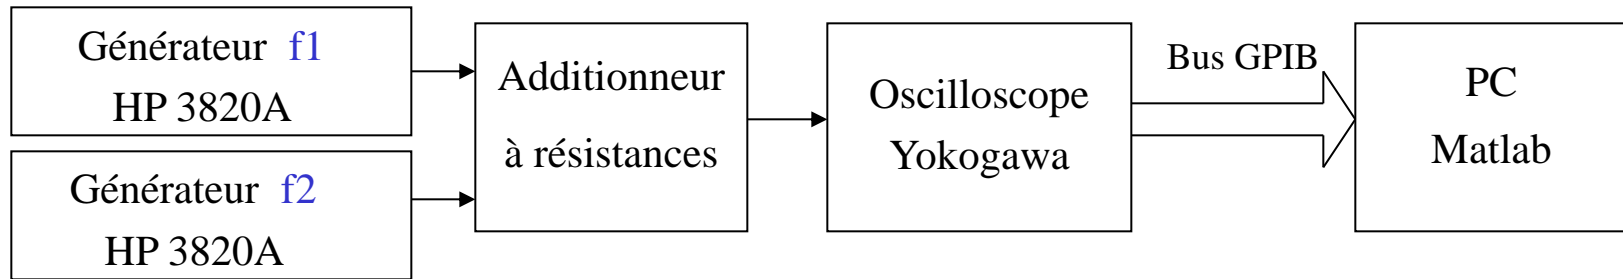 Générateur f1
HP 3820A
Générateur f2
HP 3820A
Additionneur
à résistances
Oscilloscope
Yokogawa
Bus GPIB
PC
Matlab